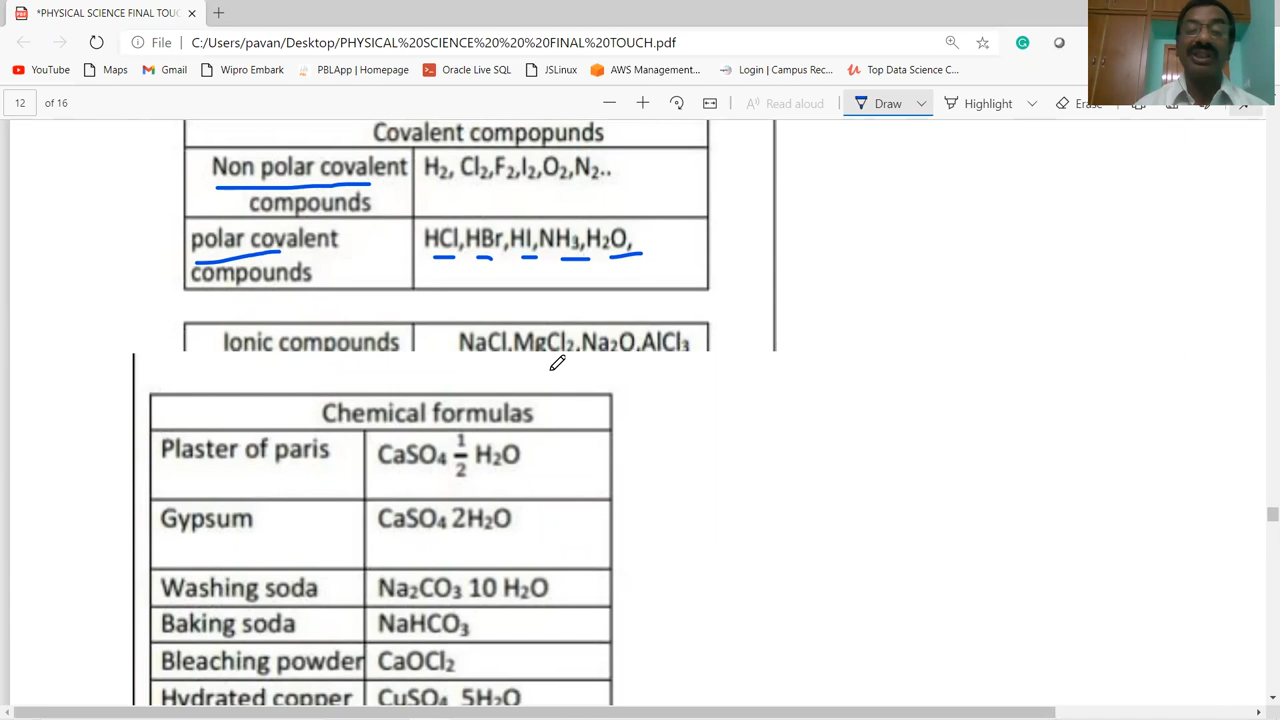 *PHYSICAL SCIENCE FINAL TOUC
File
C:/Users/pavan/Desktop/PHYSICAL%20SCIENCE%20%20%20FINAL%20TOUCH.pdf
YouTube Maps Gmail Wipro Embark PBLApp | Homepage Oracle Live SQL JSLinux AWS Management... Login | Campus Rec... Top Data Science C...
12 of 16 Read aloud Draw Highlight Erase
Covalent compopunds
Non polar covalent H₂, Cl₂,F₂,I₂,O₂,N₂..
compounds
polar covalent HCl,HBr,HI,NH₃,H₂O,
compounds
Ionic compounds NaCl,MgCl₂,Na₂O,AlCl₃
Chemical formulas
Plaster of paris CaSO₄ 1/2 H₂O
Gypsum CaSO₄ 2H₂O
Washing soda Na₂CO₃ 10 H₂O
Baking soda NaHCO₃
Bleaching powder CaOCl₂
Hydrated copper CuSO₄ 5H₂O